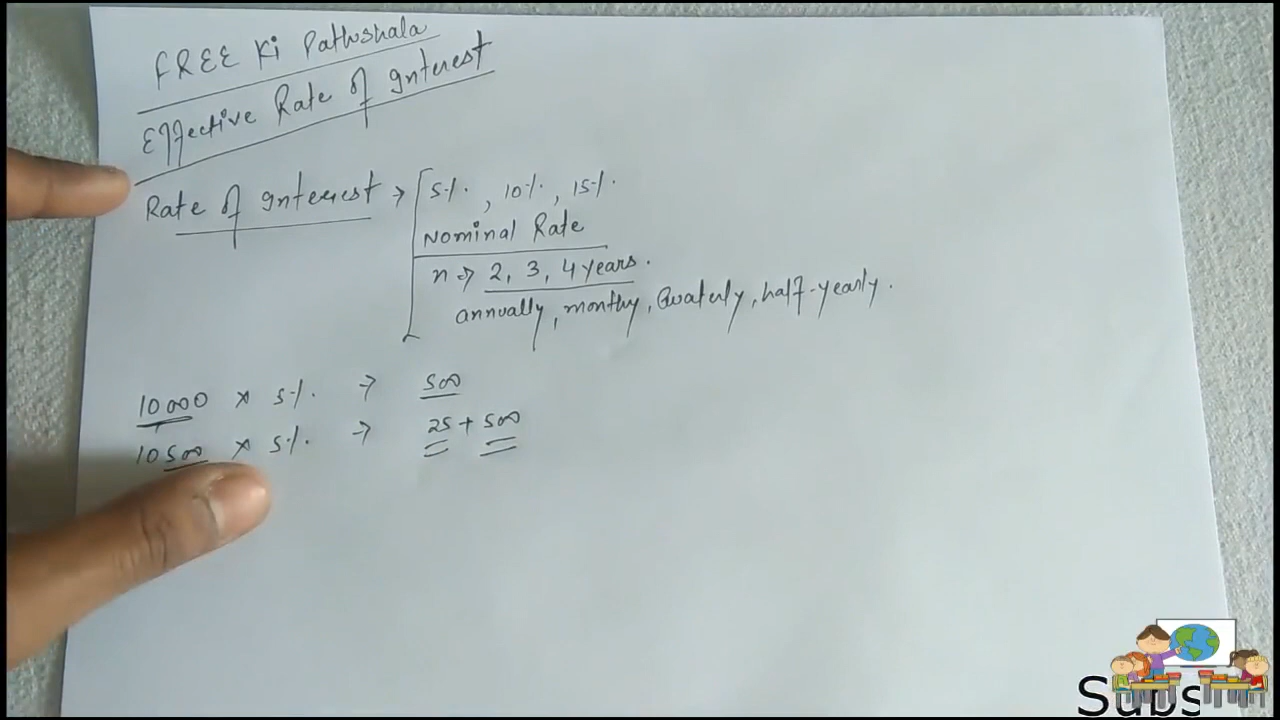 FREE Ki Pathshala
Effective Rate of Interest
Rate of Interest → 5%, 10%, 15%.
Nominal Rate
n → 2, 3, 4 years.
annually, monthly, Quaterly, half-yearly.
10000 × 5% → 500
10500 × 5% → 25 + 500
Subs